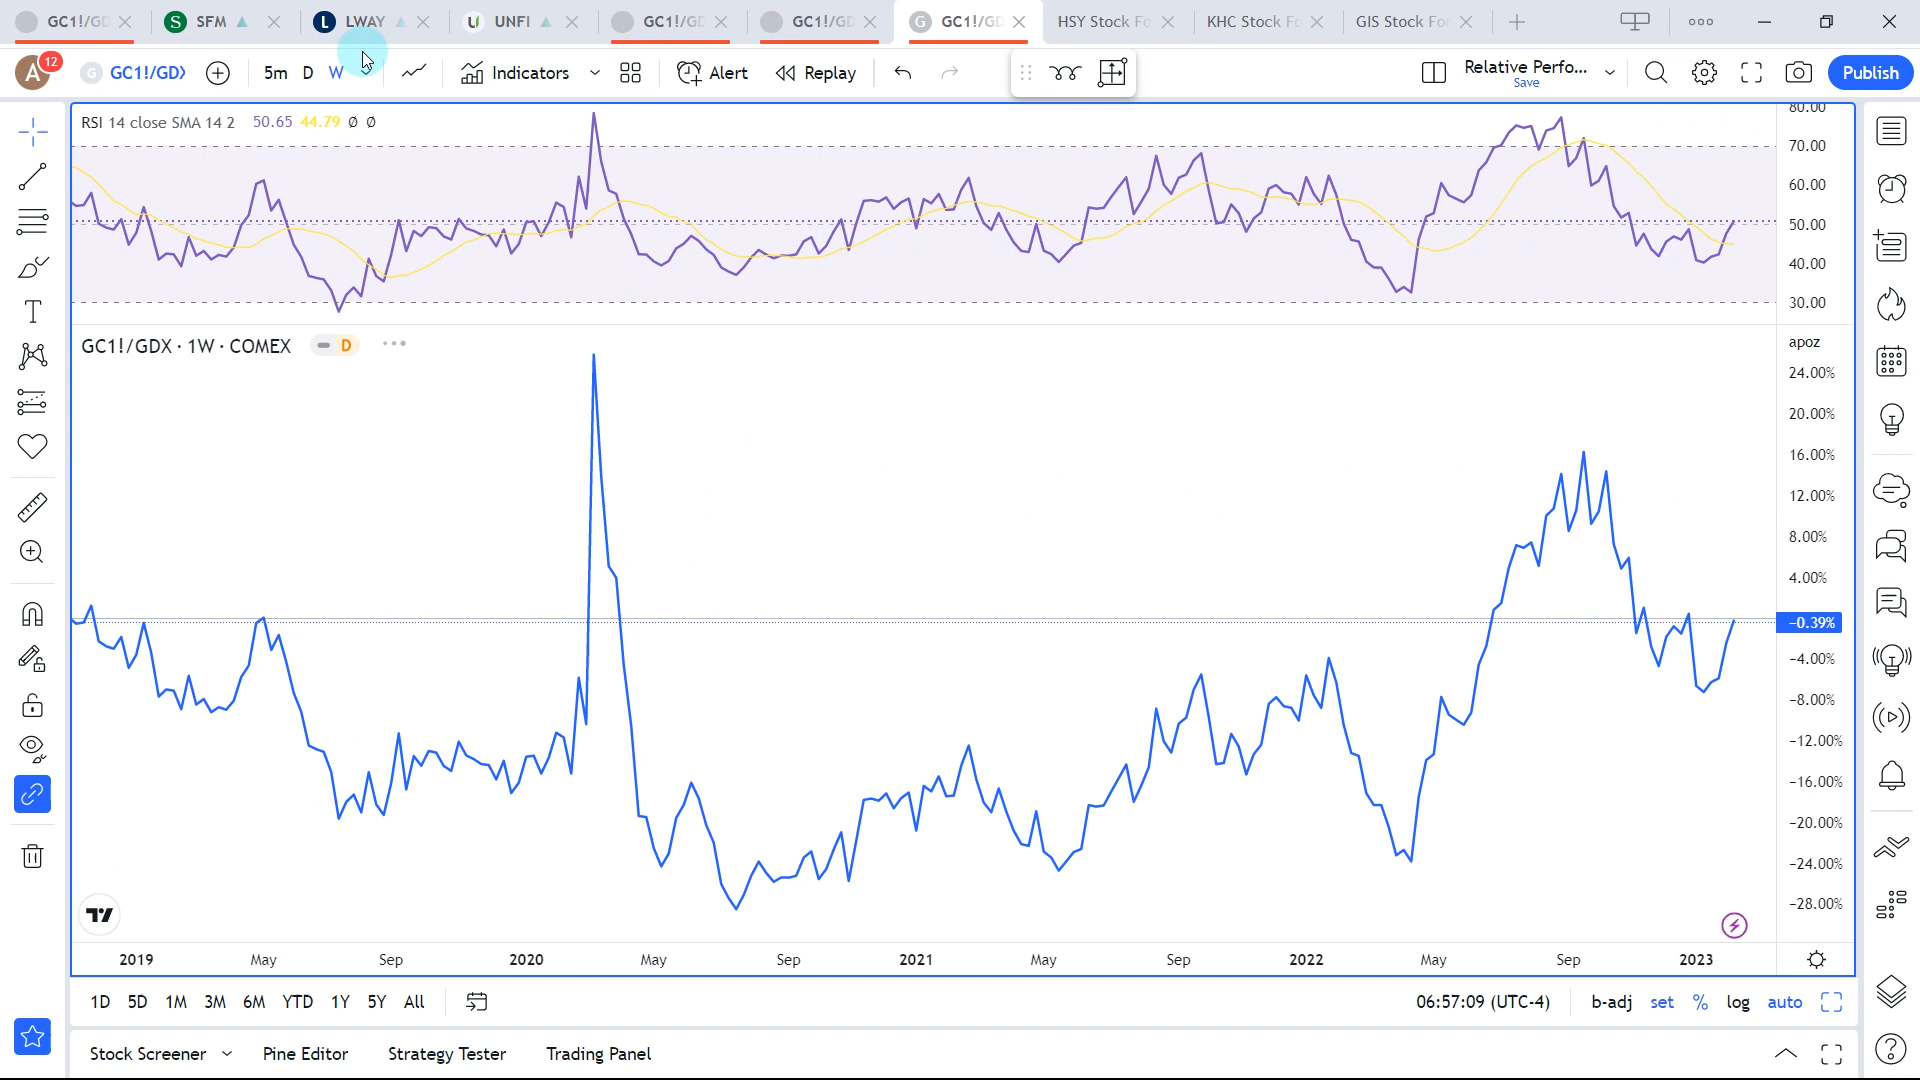 GC1!/GD
S SFM
L LWAY
UNFI
GC1!/GD
GC1!/GD
G GC1!/GD
HSY Stock Fo
KHC Stock Fo
GIS Stock For
A 12
G GC1!/GDX
5m D W
Indicators
Alert
Replay
Relative Perfo...
Save
Publish
RSI 14 close SMA 14 2 50.65 44.79 Ø Ø
80.00
70.00
60.00
50.00
40.00
30.00
GC1!/GDX · 1W · COMEX D
apoz
24.00%
20.00%
16.00%
12.00%
8.00%
4.00%
−0.39%
−4.00%
−8.00%
−12.00%
−16.00%
−20.00%
−24.00%
−28.00%
2019 May Sep 2020 May Sep 2021 May Sep 2022 May Sep 2023
1D 5D 1M 3M 6M YTD 1Y 5Y All
06:57:09 (UTC-4) b-adj set % log auto
Stock Screener Pine Editor Strategy Tester Trading Panel